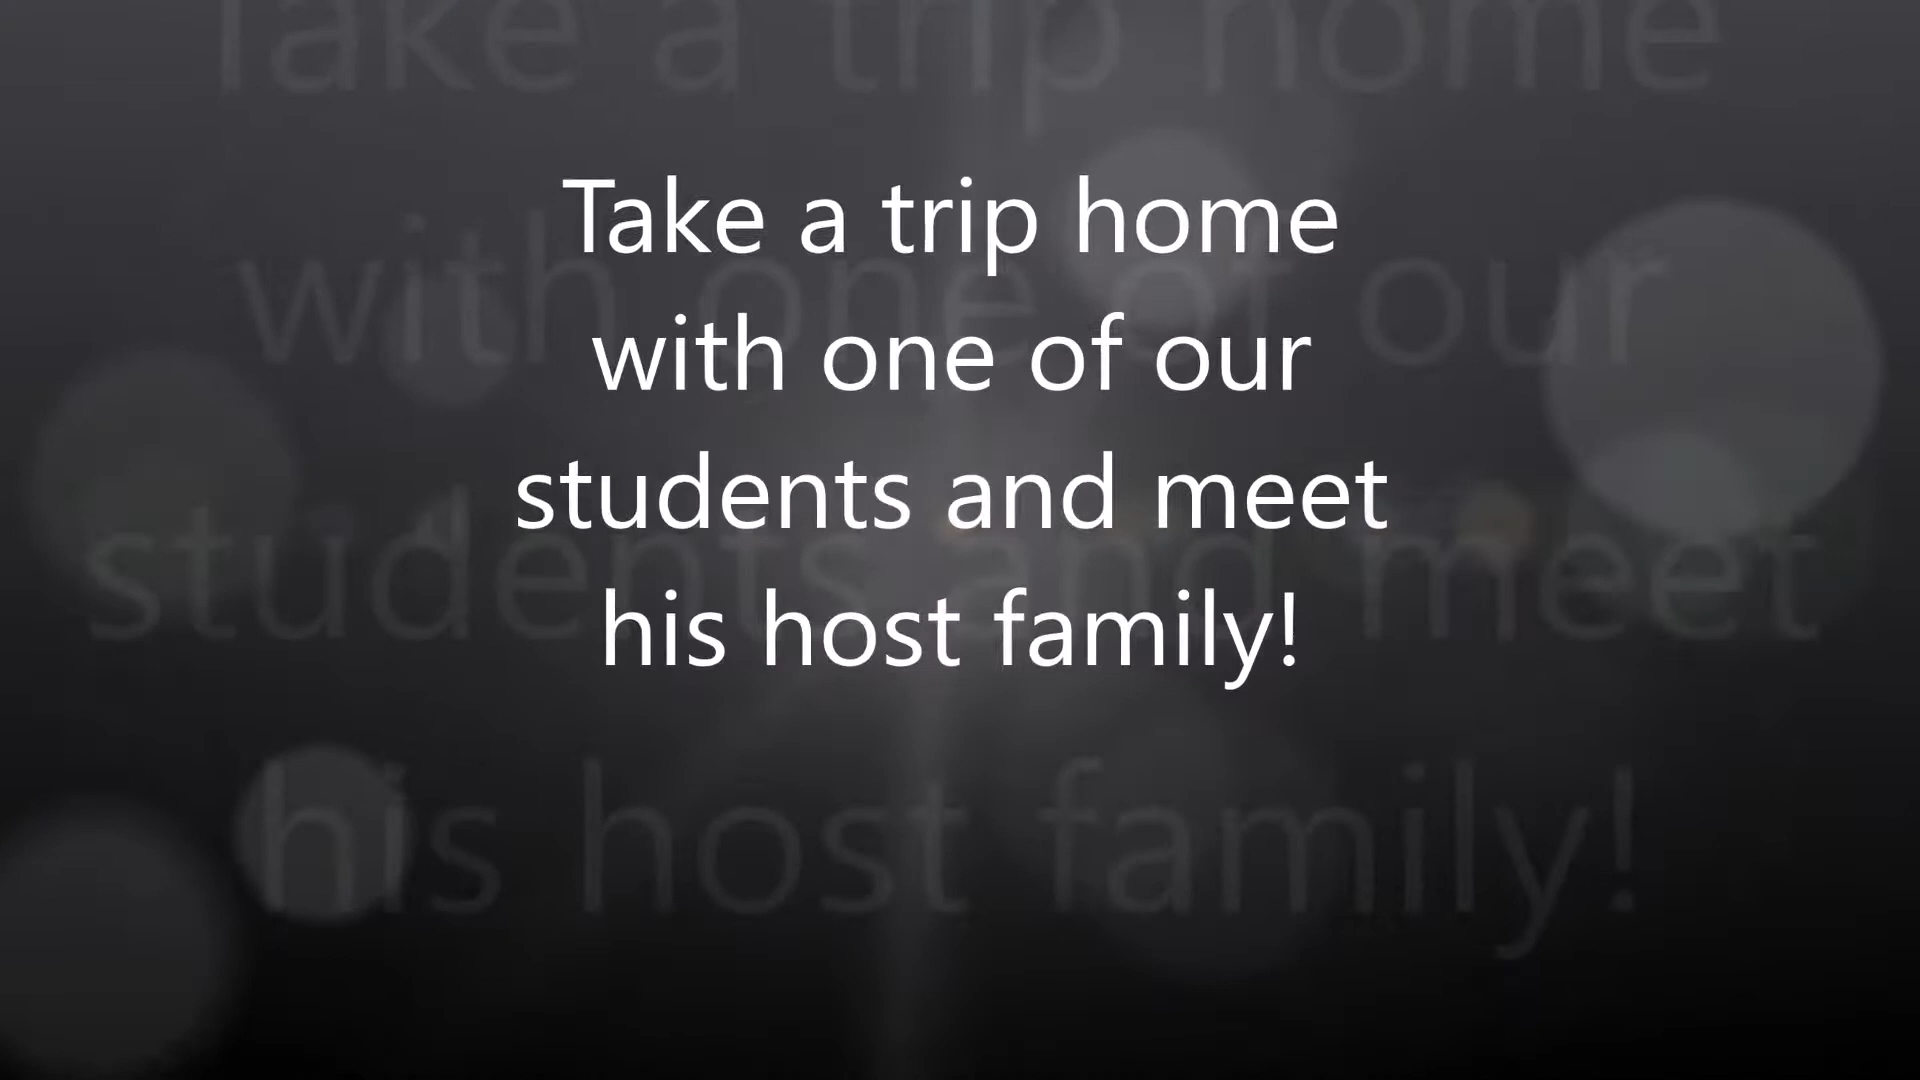 Take a trip home
with one of our
students and meet
his host family!